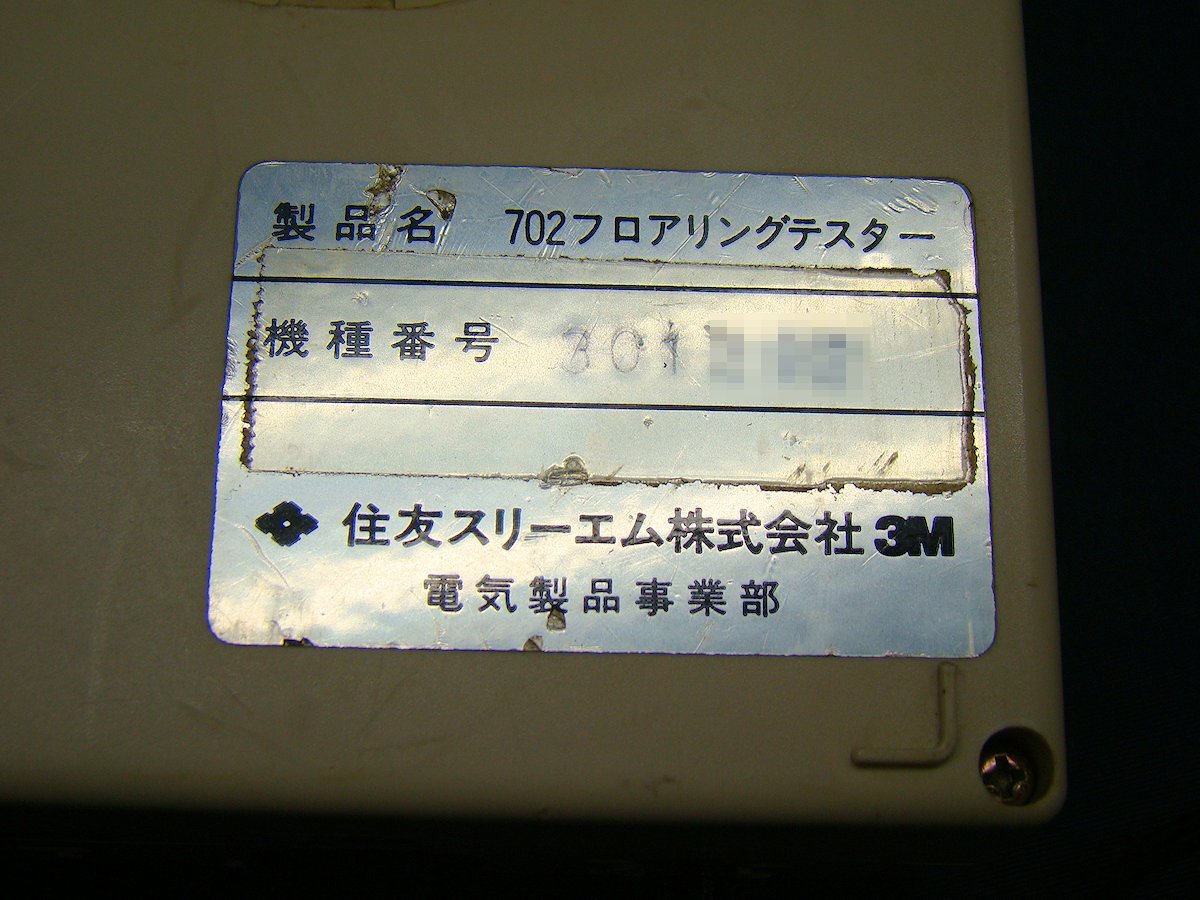 製品名 702フロアリングテスター
機種番号 301
住友スリーエム株式会社 3M
電気製品事業部